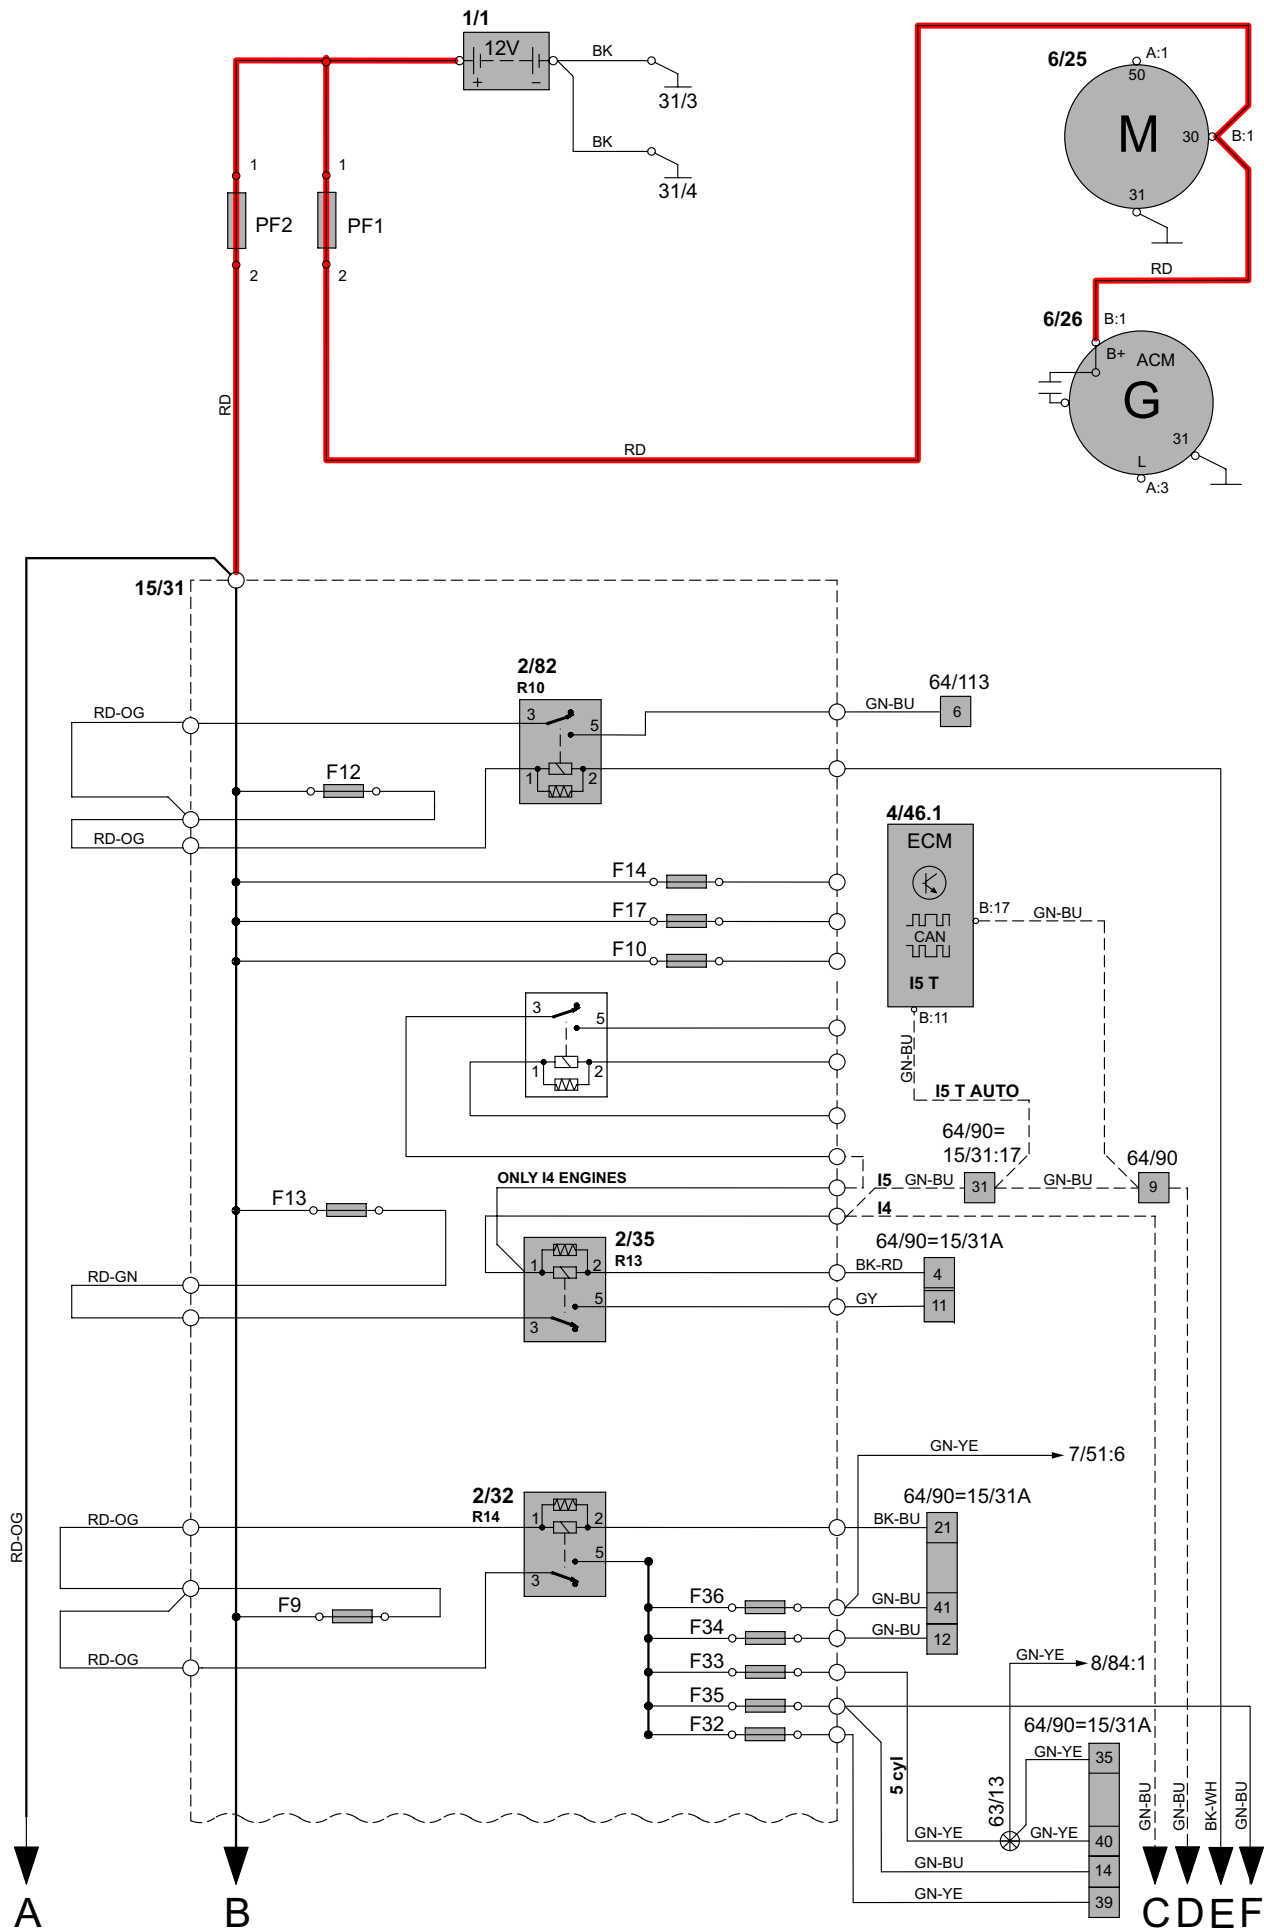 1/1
12V
+
−
BK
31/3
BK
31/4
6/25
A:1
50
M
30
B:1
31
RD
6/26
B:1
B+
ACM
G
31
L
A:3
1
PF2
2
1
PF1
2
RD
RD
15/31
2/82
R10
3
5
1
2
RD-OG
GN-BU
64/113
6
F12
RD-OG
4/46.1
ECM
CAN
I5 T
B:17
GN-BU
B:11
GN-BU
I5 T AUTO
F14
F17
F10
3
5
1
2
64/90=
15/31:17
64/90
ONLY I4 ENGINES
I5
GN-BU
31
GN-BU
9
I4
F13
2/35
R13
1
2
5
3
64/90=15/31A
BK-RD
4
GY
11
RD-GN
GN-YE
7/51:6
2/32
R14
1
2
5
3
RD-OG
RD-OG
64/90=15/31A
BK-BU
21
F36
GN-BU
41
F34
GN-BU
12
F9
RD-OG
F33
F35
F32
GN-YE
8/84:1
64/90=15/31A
GN-YE
35
5 cyl
63/13
GN-YE
GN-YE
40
GN-BU
14
GN-YE
39
GN-BU
GN-BU
BK-WH
GN-BU
A
B
C
D
E
F